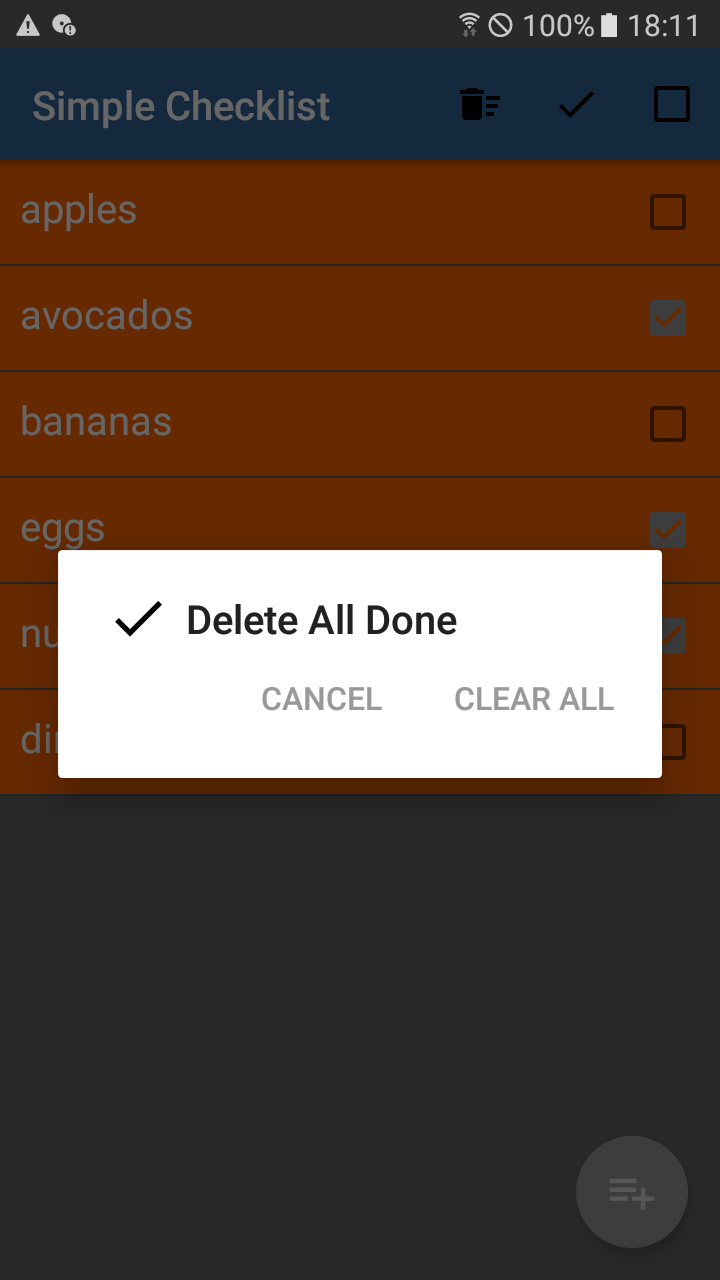 100% 18:11
Simple Checklist
apples
avocados
bananas
eggs
Delete All Done
CANCEL CLEAR ALL